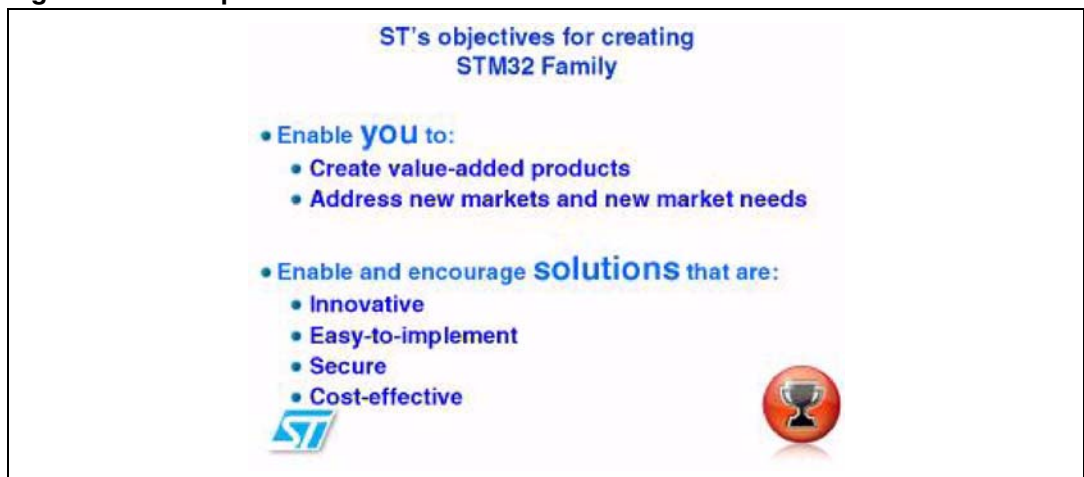 ST's objectives for creating
STM32 Family
Enable you to:
Create value-added products
Address new markets and new market needs
Enable and encourage solutions that are:
Innovative
Easy-to-implement
Secure
Cost-effective
ST